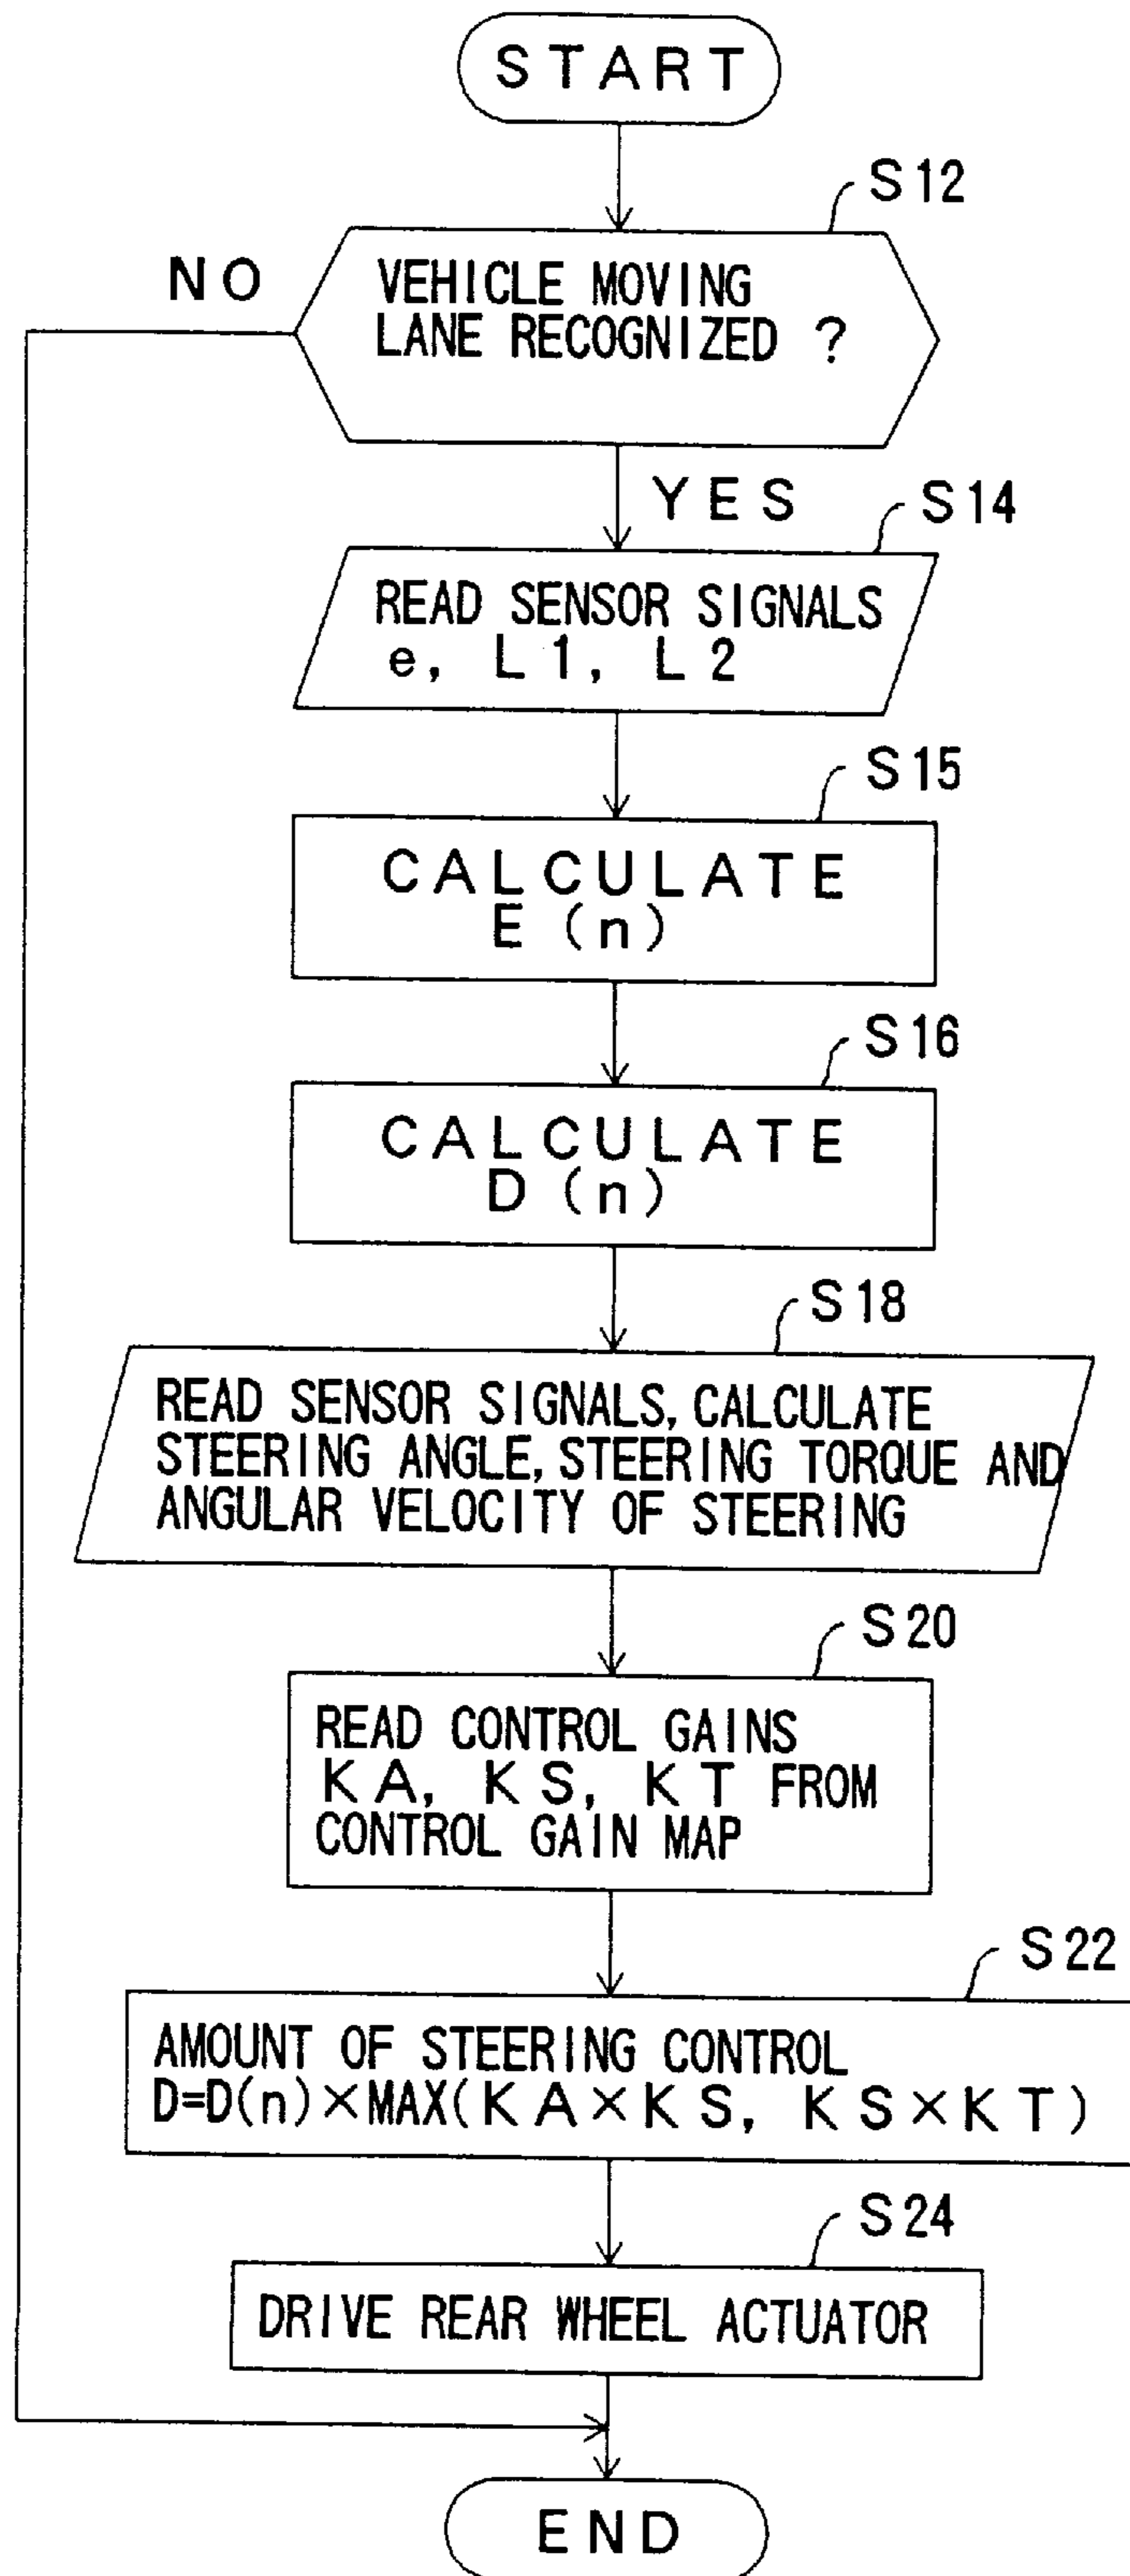 START
S12
NO
VEHICLE MOVING
LANE RECOGNIZED ?
YES
S14
READ SENSOR SIGNALS
e, L1, L2
S15
CALCULATE
E(n)
S16
CALCULATE
D(n)
S18
READ SENSOR SIGNALS, CALCULATE
STEERING ANGLE, STEERING TORQUE AND
ANGULAR VELOCITY OF STEERING
S20
READ CONTROL GAINS
KA, KS, KT FROM
CONTROL GAIN MAP
S22
AMOUNT OF STEERING CONTROL
D=D(n)×MAX(KA×KS, KS×KT)
S24
DRIVE REAR WHEEL ACTUATOR
END